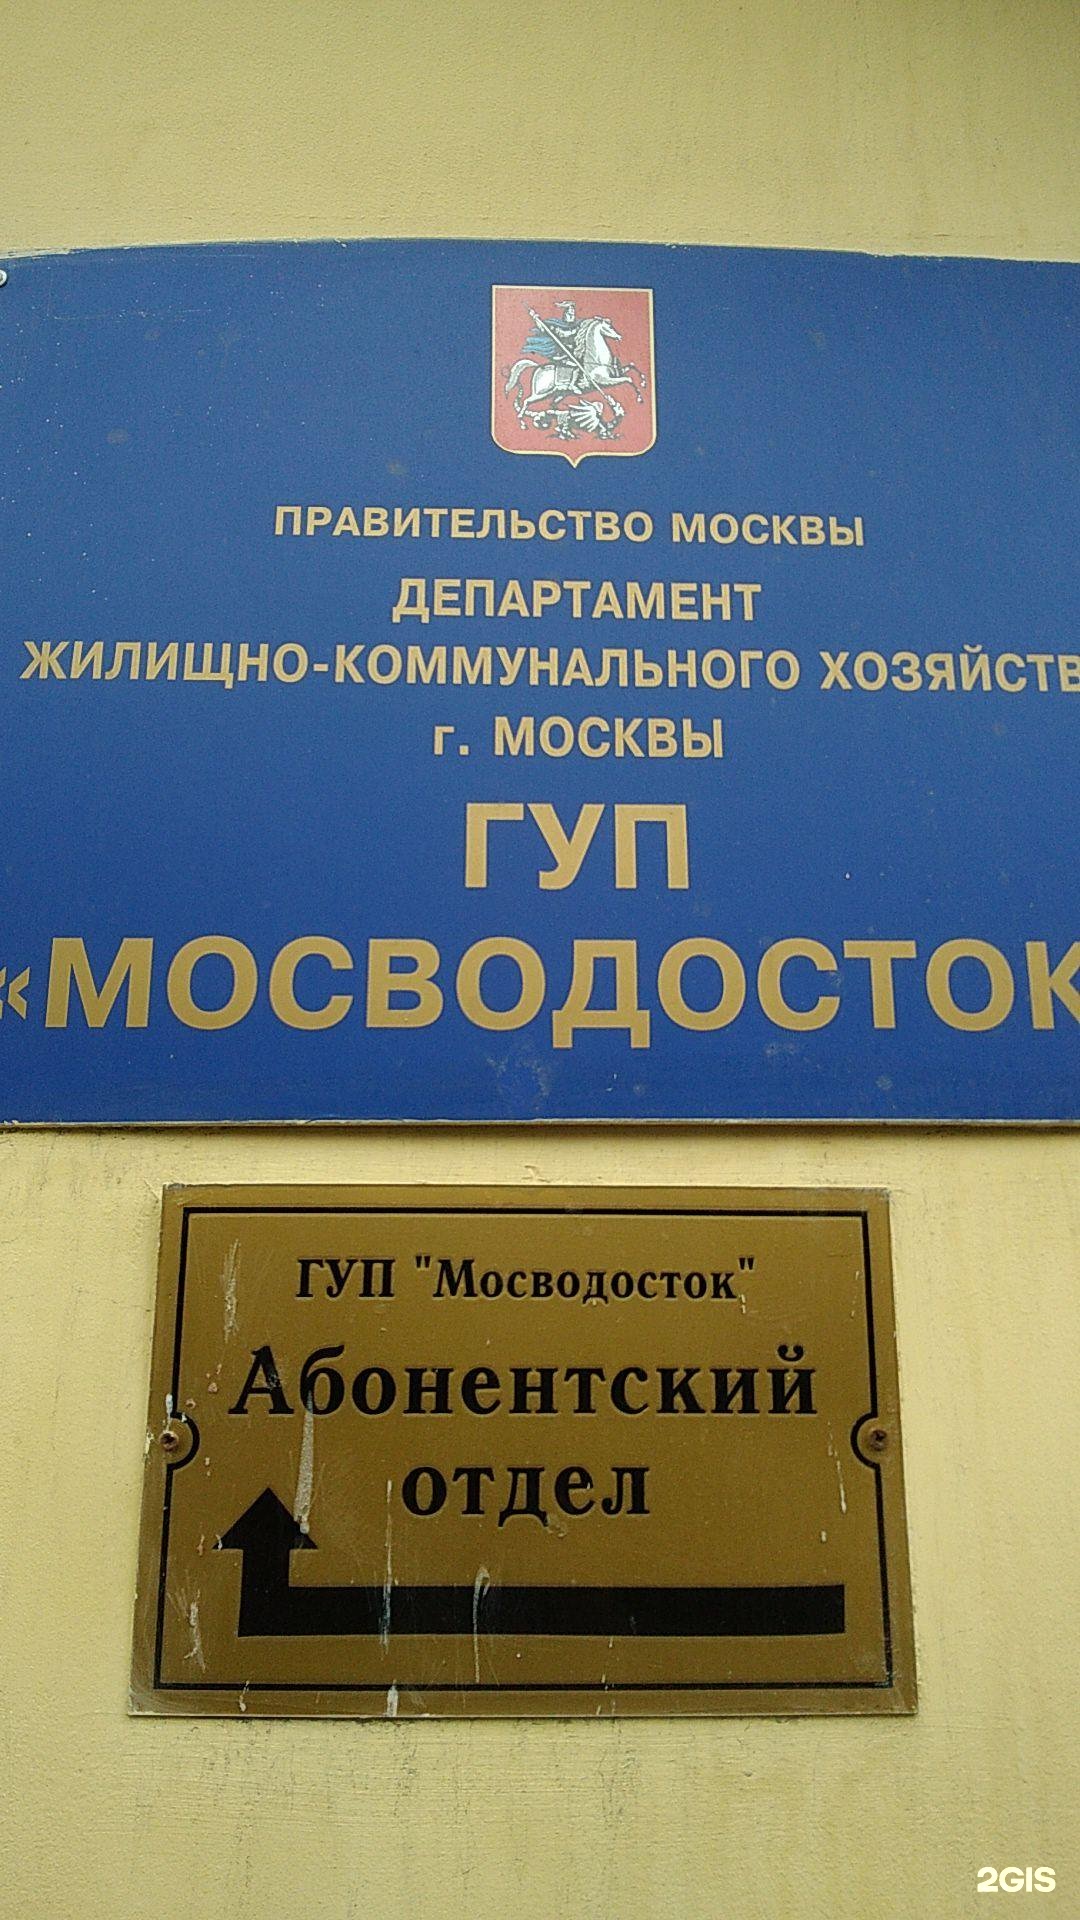 ПРАВИТЕЛЬСТВО МОСКВЫ
ДЕПАРТАМЕНТ
ЖИЛИЩНО-КОММУНАЛЬНОГО ХОЗЯЙСТВ
г. МОСКВЫ
ГУП
«МОСВОДОСТОК
ГУП "Мосводосток"
Абонентский
отдел
2GIS